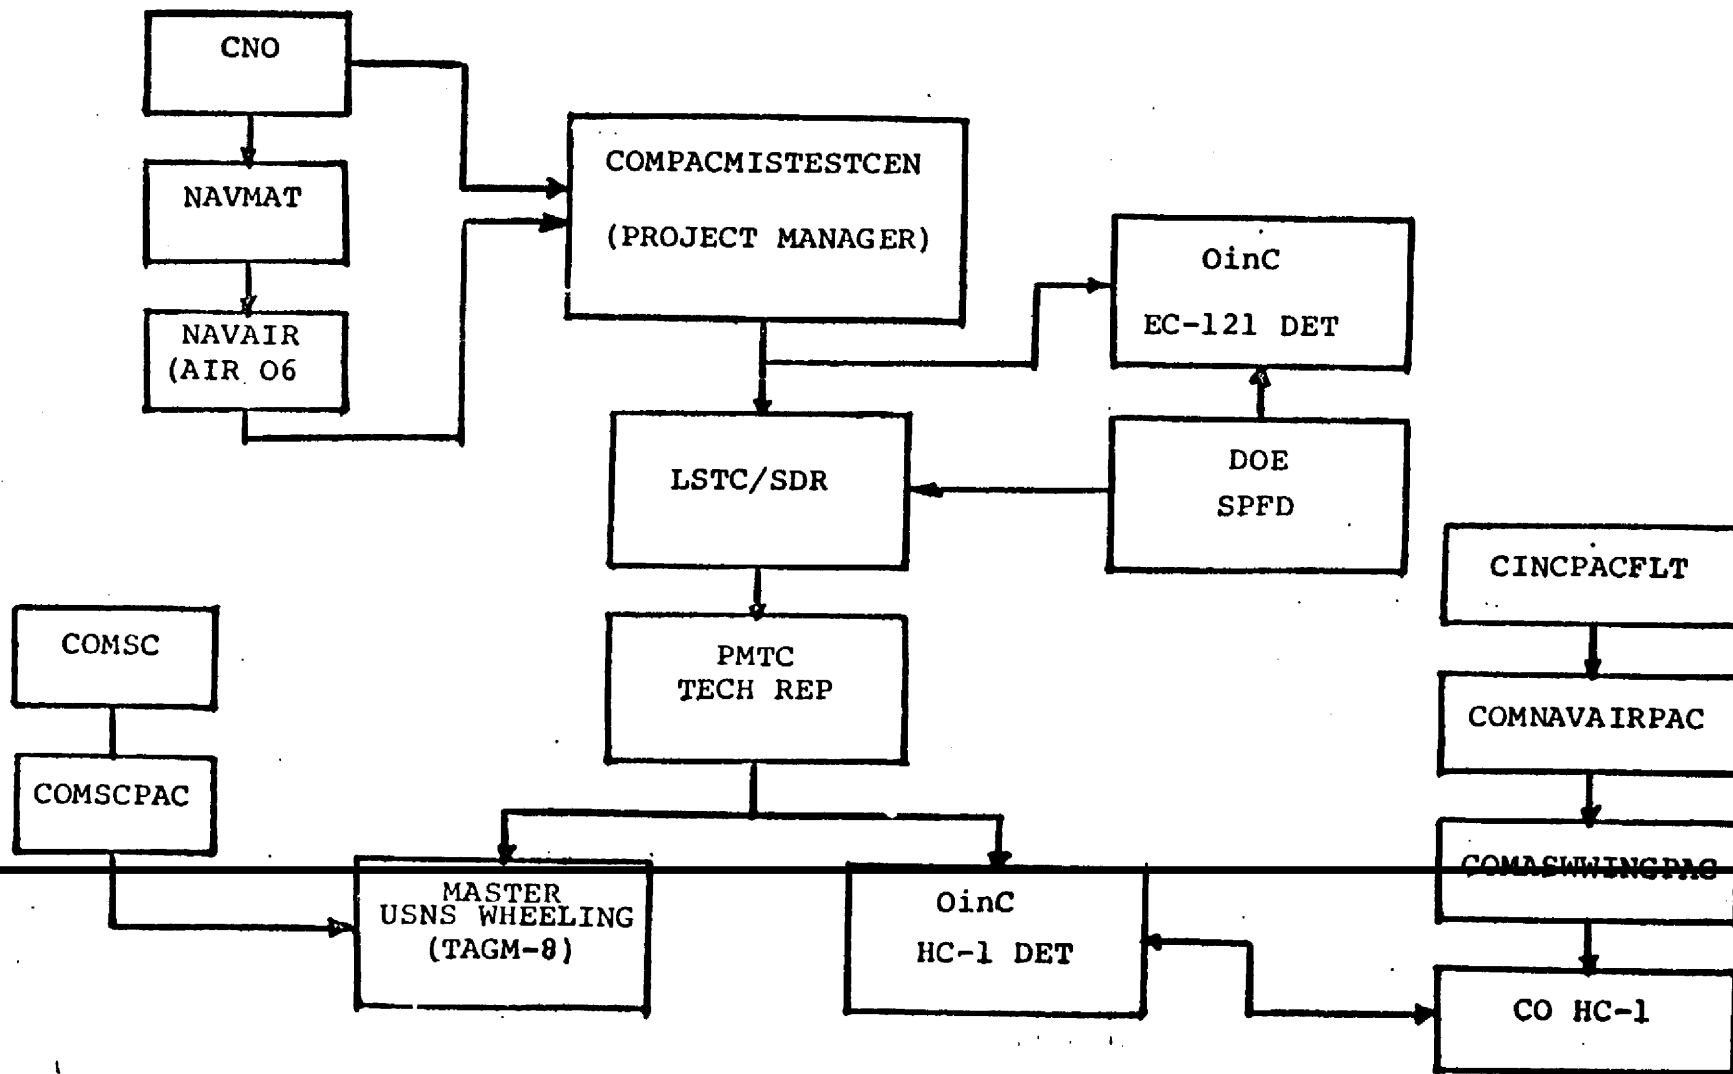 CNO
NAVMAT
NAVAIR
(AIR 06
COMPACMISTESTCEN
(PROJECT MANAGER)
OinC
EC-121 DET
LSTC/SDR
DOE
SPFD
PMTC
TECH REP
COMSC
COMSCPAC
MASTER
USNS WHEELING
(TAGM-8)
OinC
HC-1 DET
CINCPACFLT
COMNAVAIRPAC
COMASWWINGPAC
CO HC-1